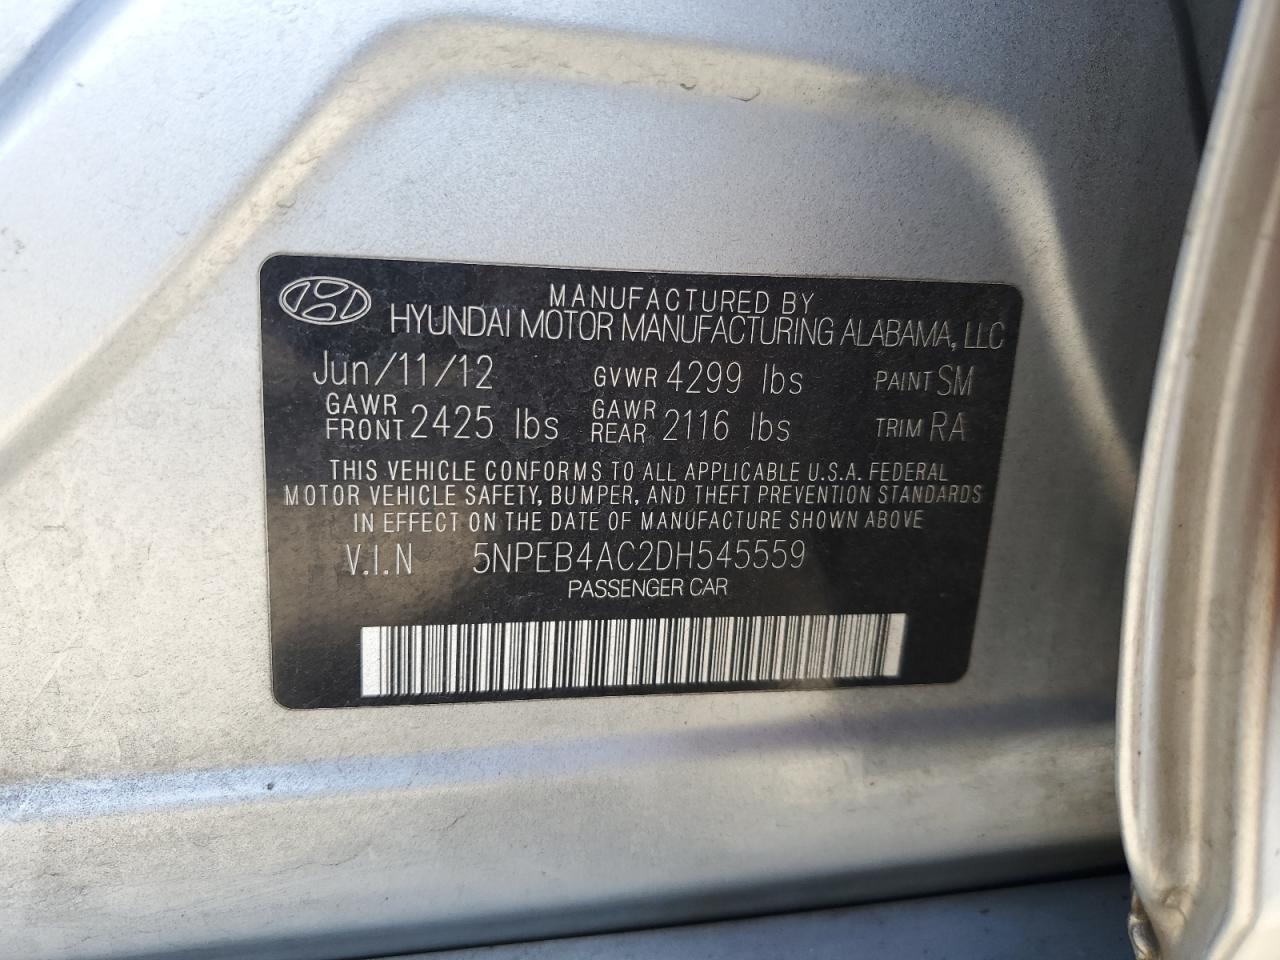 MANUFACTURED BY
HYUNDAI MOTOR MANUFACTURING ALABAMA, LLC
Jun/11/12 GVWR 4299 lbs PAINT SM
GAWR FRONT 2425 lbs GAWR REAR 2116 lbs TRIM RA
THIS VEHICLE CONFORMS TO ALL APPLICABLE U.S.A. FEDERAL
MOTOR VEHICLE SAFETY, BUMPER, AND THEFT PREVENTION STANDARDS
IN EFFECT ON THE DATE OF MANUFACTURE SHOWN ABOVE
V.I.N 5NPEB4AC2DH545559
PASSENGER CAR